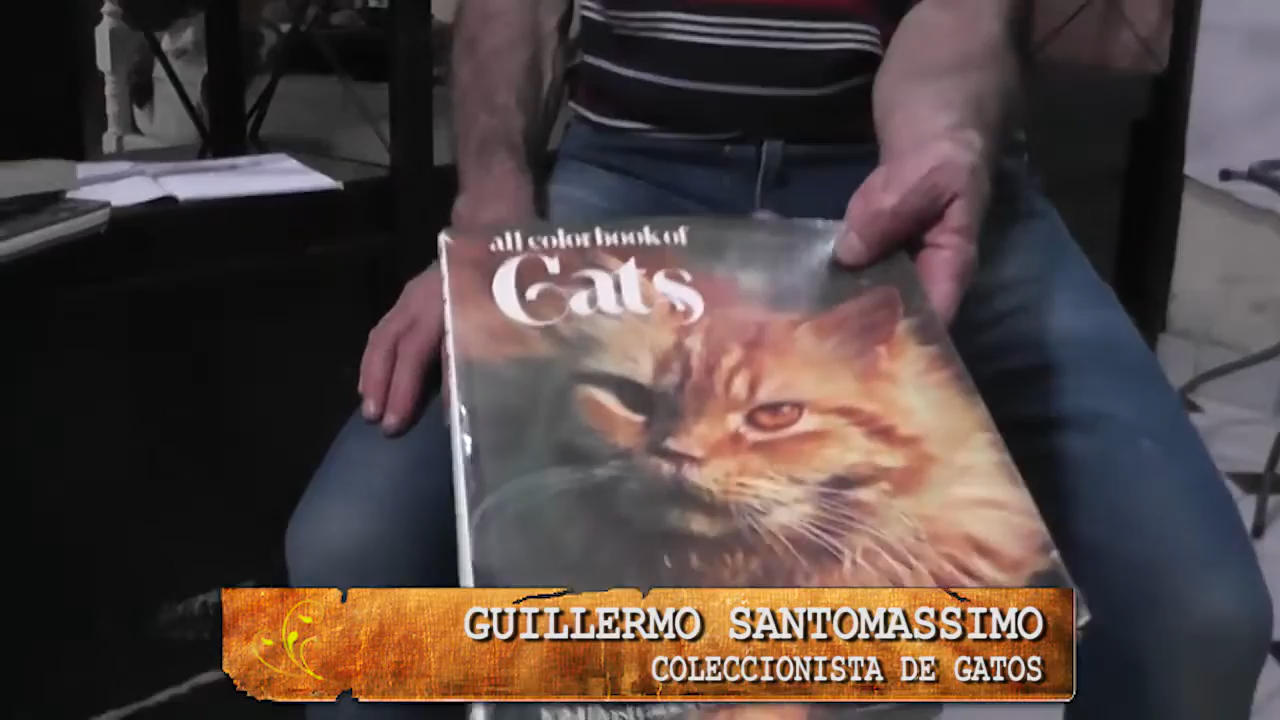 all color book of
Cats
GUILLERMO SANTOMASSIMO
COLECCIONISTA DE GATOS